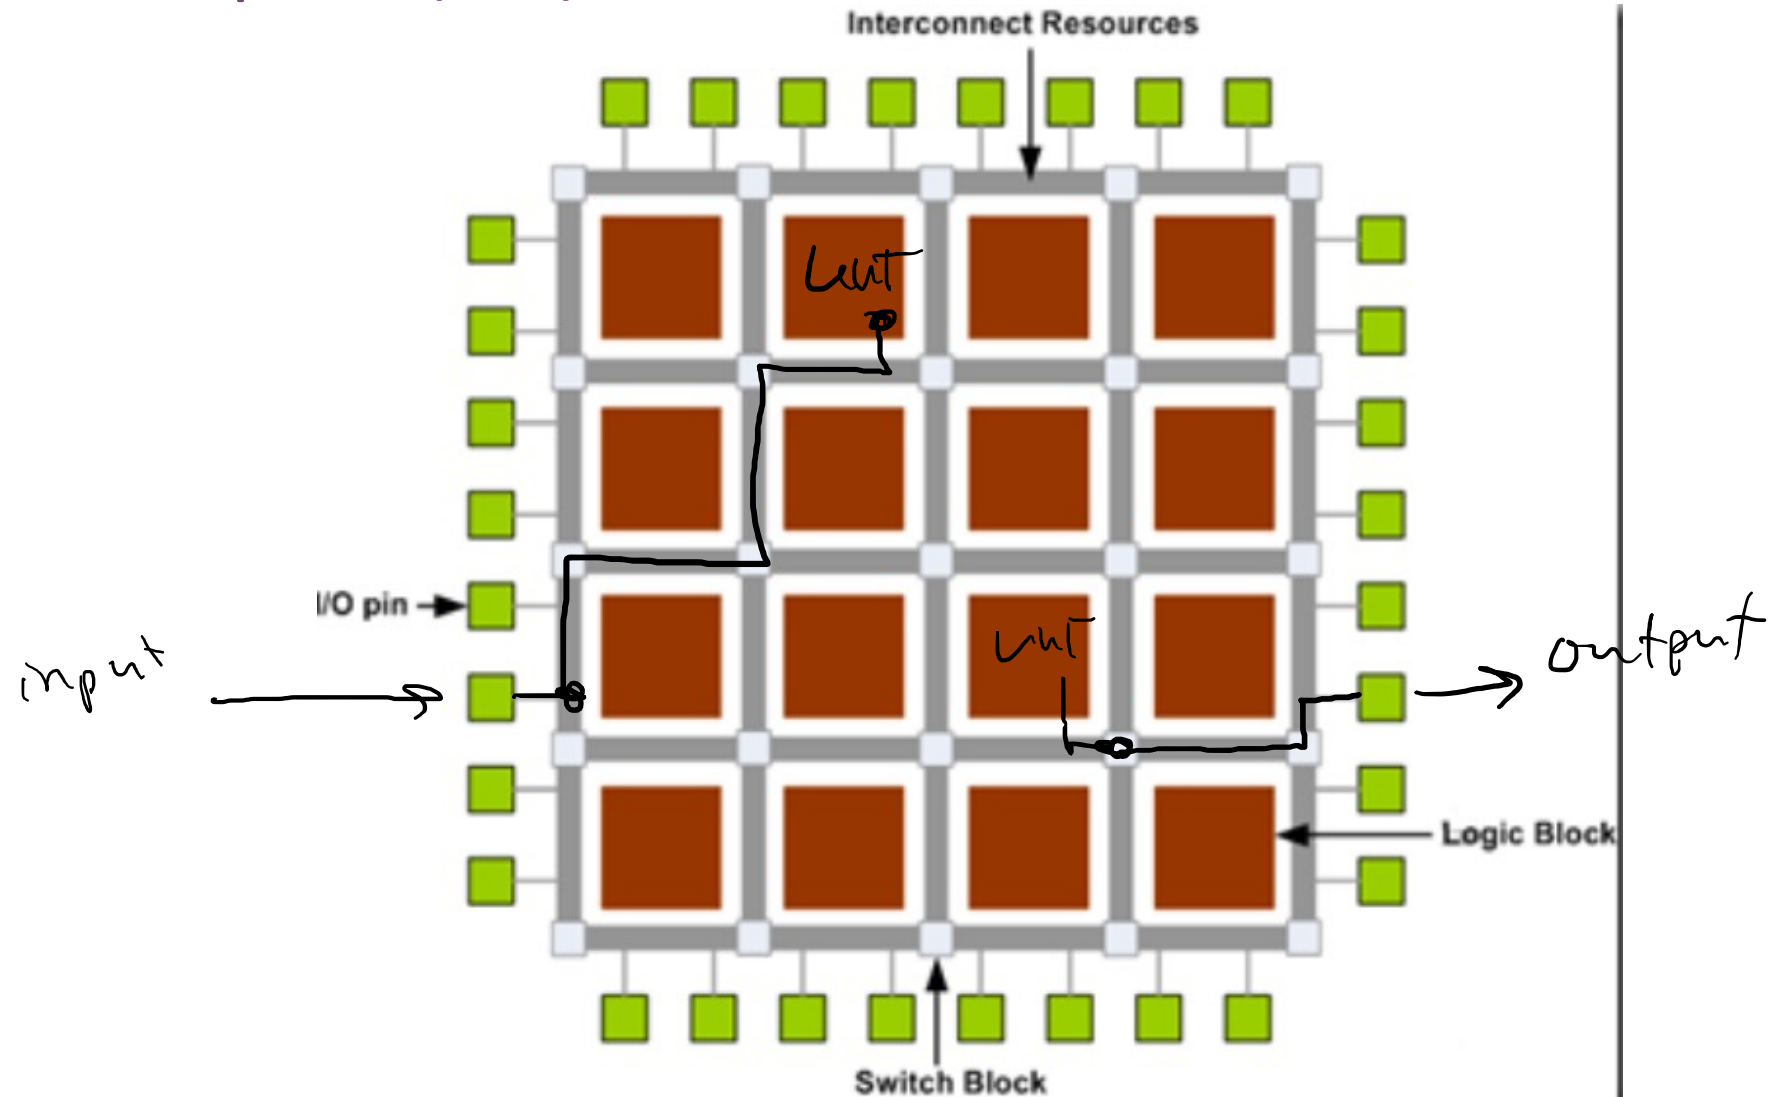 Interconnect Resources
LUT
I/O pin
input
LUT
output
Logic Block
Switch Block